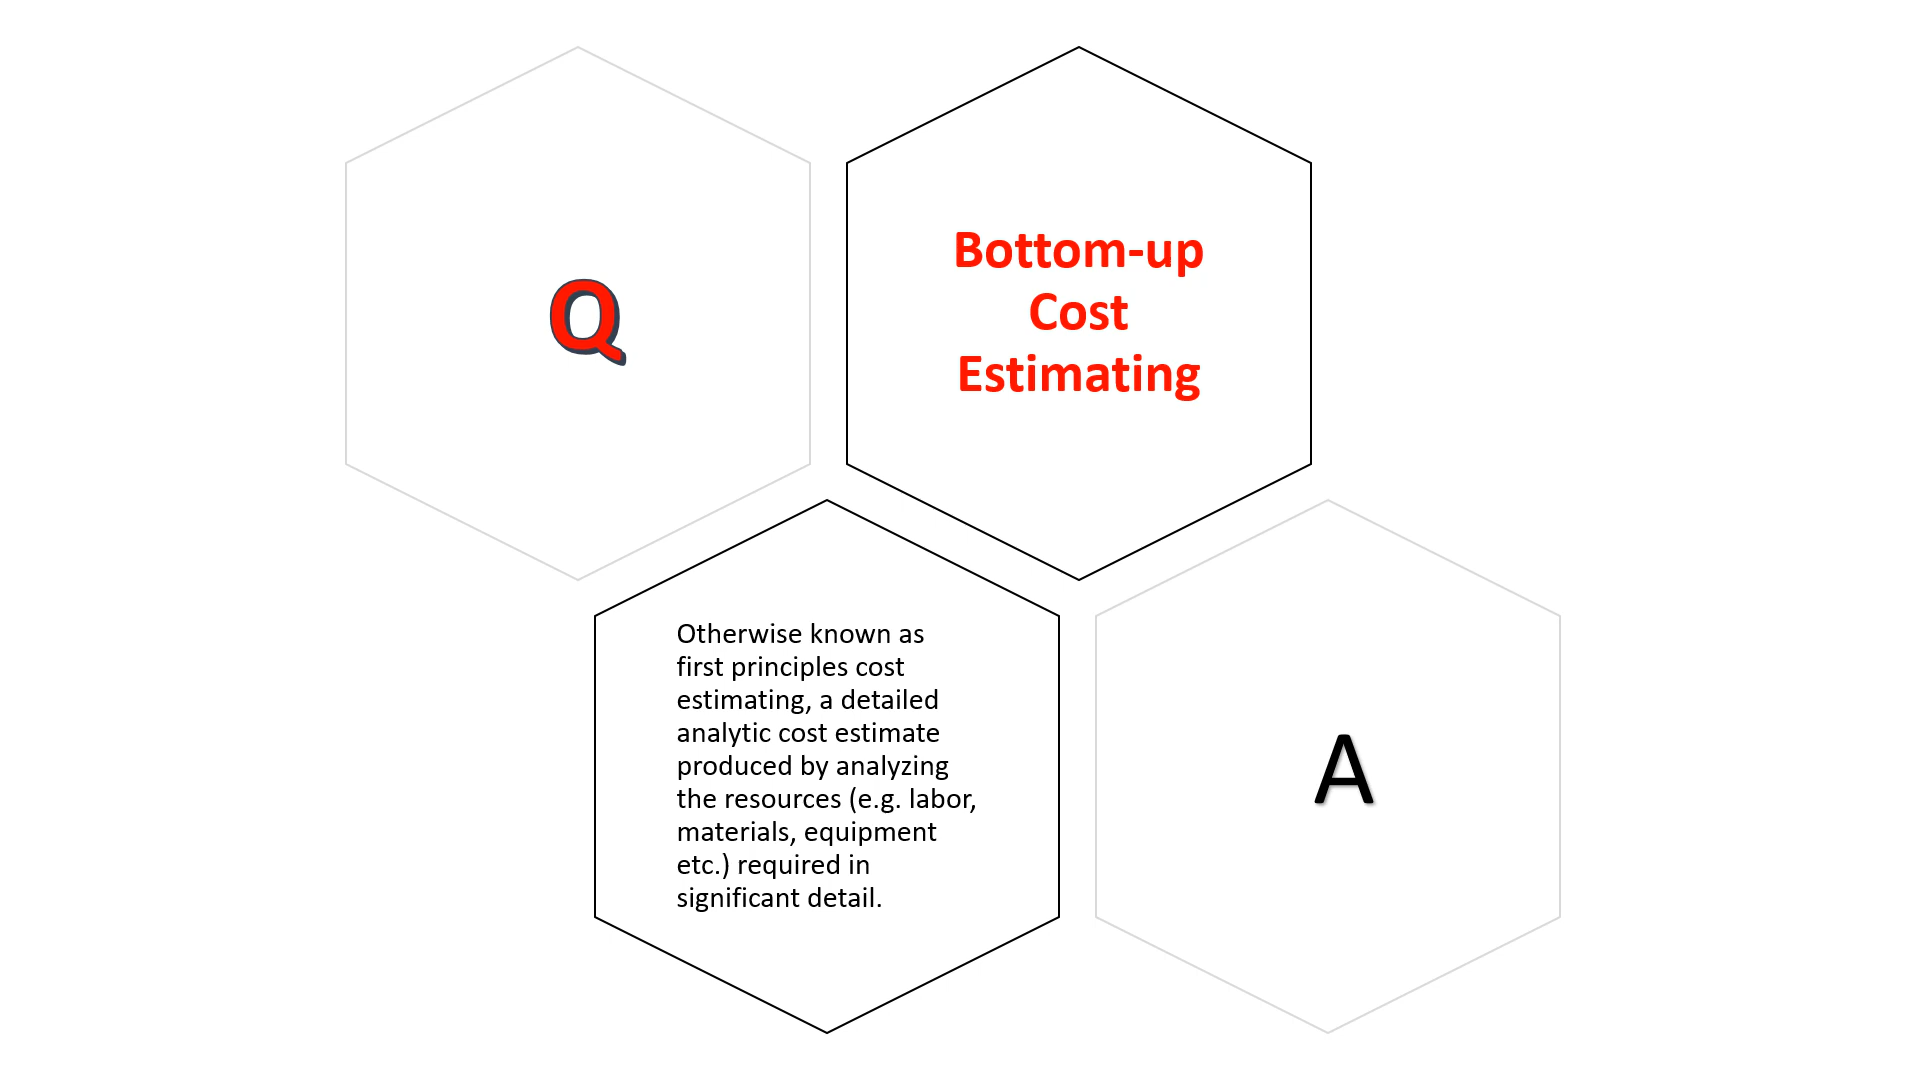 Q
Bottom-up
Cost
Estimating
Otherwise known as
first principles cost
estimating, a detailed
analytic cost estimate
produced by analyzing
the resources (e.g. labor,
materials, equipment
etc.) required in
significant detail.
A